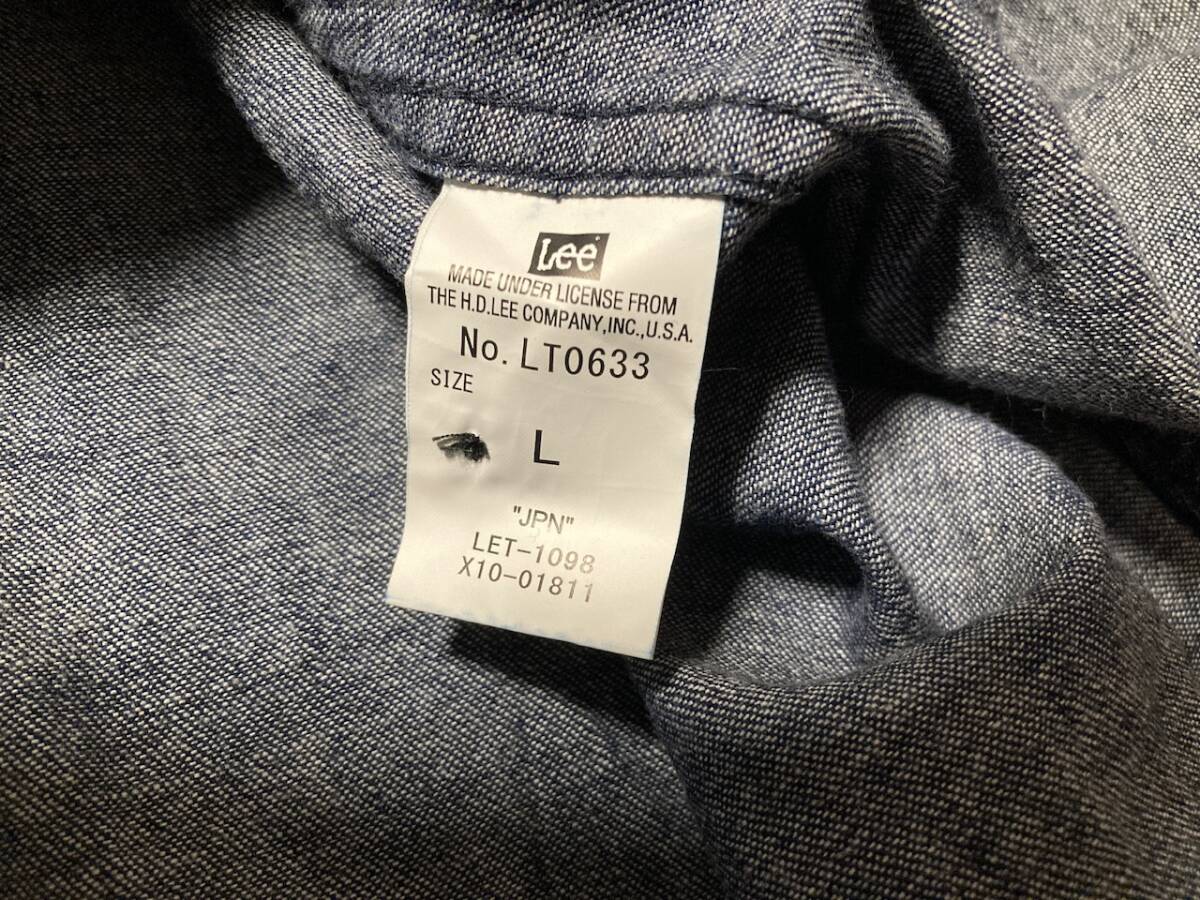 Lee
MADE UNDER LICENSE FROM
THE H.D.LEE COMPANY,INC.,U.S.A.
No. LT0633
SIZE
L
"JPN"
LET-1098
X10-01811